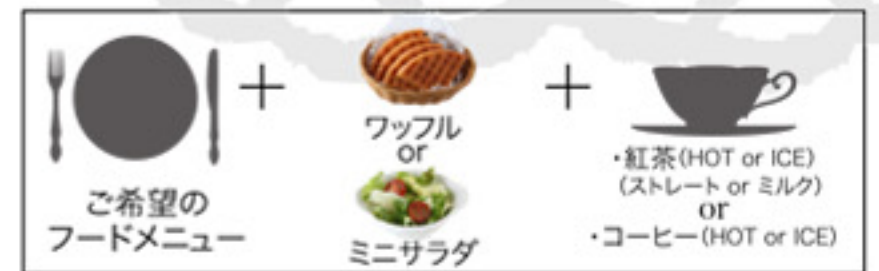 ご希望の
フードメニュー
+
ワッフル
or
ミニサラダ
+
・紅茶(HOT or ICE)
(ストレート or ミルク)
or
・コーヒー(HOT or ICE)